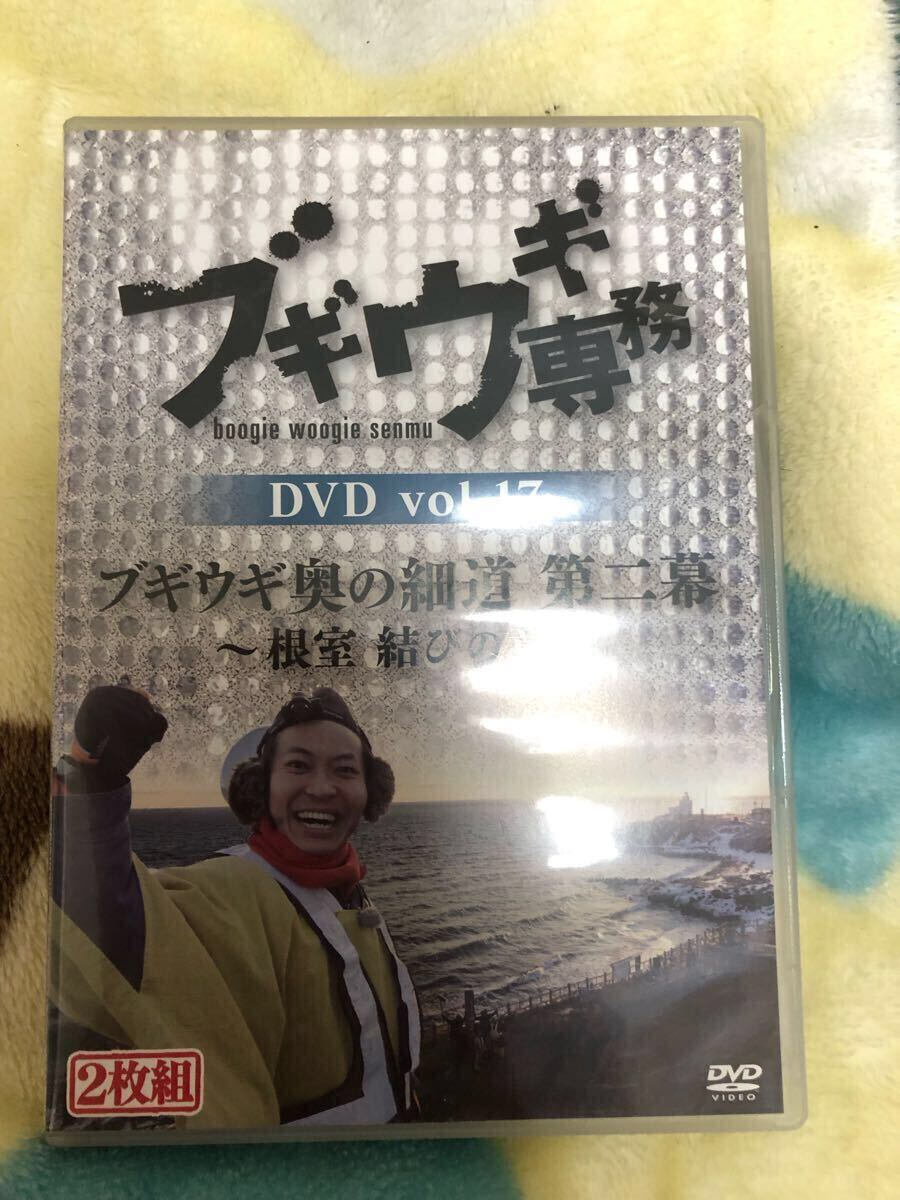 ブギウギ専務
boogie woogie senmu
DVD vol.17
ブギウギ奥の細道 第二幕
～根室 結びの
2枚組
DVD
VIDEO